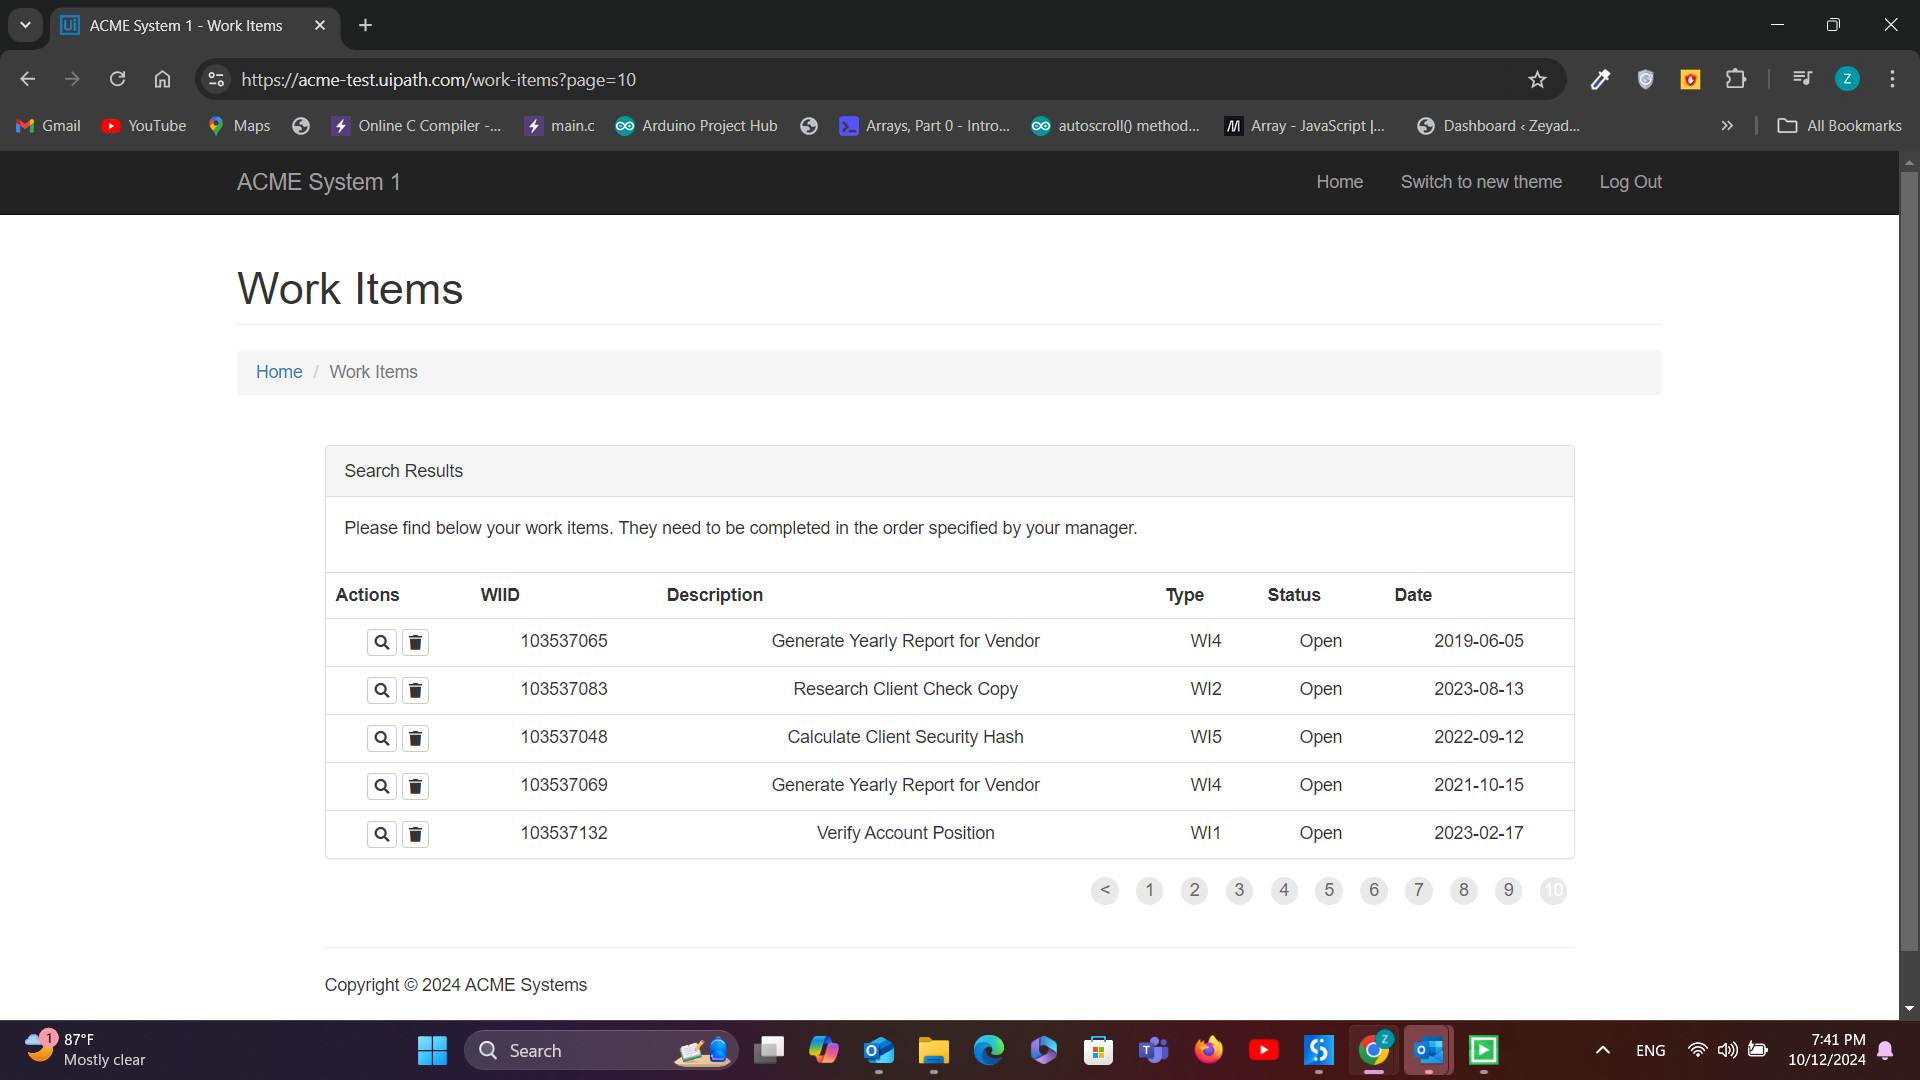 ACME System 1 - Work Items
https://acme-test.uipath.com/work-items?page=10
Z
Gmail YouTube Maps Online C Compiler -... main.c Arduino Project Hub Arrays, Part 0 - Intro... autoscroll() method... Array - JavaScript |... Dashboard ‹ Zeyad... » All Bookmarks
ACME System 1 Home Switch to new theme Log Out
Work Items
Home / Work Items
Search Results
Please find below your work items. They need to be completed in the order specified by your manager.
Actions WIID Description Type Status Date
103537065 Generate Yearly Report for Vendor WI4 Open 2019-06-05
103537083 Research Client Check Copy WI2 Open 2023-08-13
103537048 Calculate Client Security Hash WI5 Open 2022-09-12
103537069 Generate Yearly Report for Vendor WI4 Open 2021-10-15
103537132 Verify Account Position WI1 Open 2023-02-17
< 1 2 3 4 5 6 7 8 9 10
Copyright © 2024 ACME Systems
1 87°F
Mostly clear
Search
ENG
7:41 PM
10/12/2024